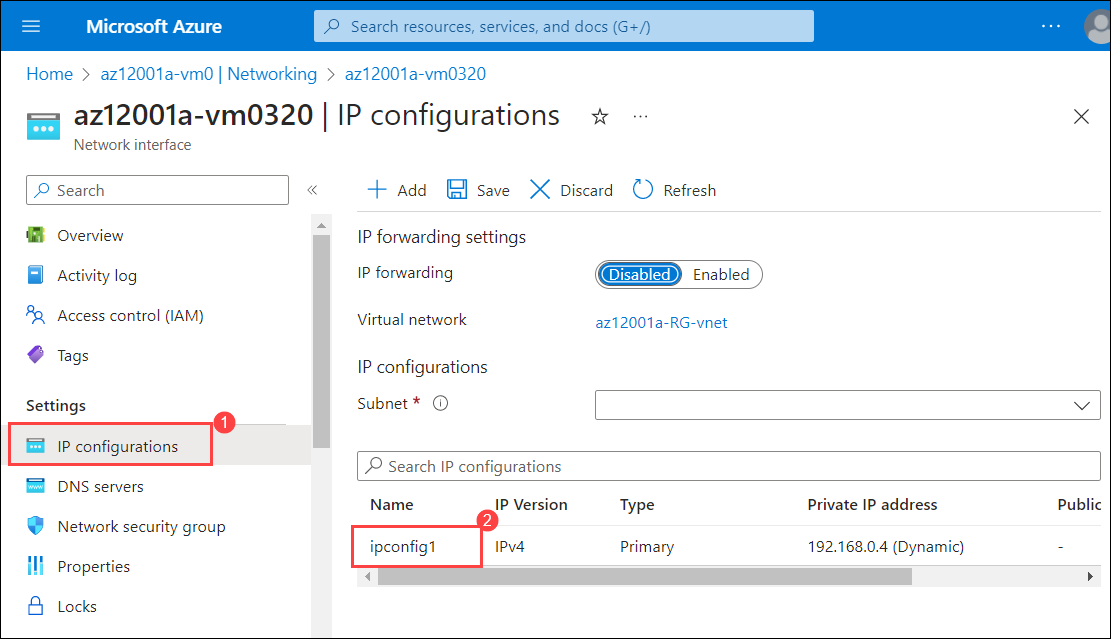 Microsoft Azure
Search resources, services, and docs (G+/)
...
Home > az12001a-vm0 | Networking > az12001a-vm0320
az12001a-vm0320 | IP configurations
...
Network interface
Search
«
Add Save Discard Refresh
Overview
Activity log
Access control (IAM)
Tags
Settings
1
IP configurations
DNS servers
Network security group
Properties
Locks
IP forwarding settings
IP forwarding Disabled Enabled
Virtual network az12001a-RG-vnet
IP configurations
Subnet *
Search IP configurations
Name IP Version Type Private IP address Public
2
ipconfig1 IPv4 Primary 192.168.0.4 (Dynamic) -